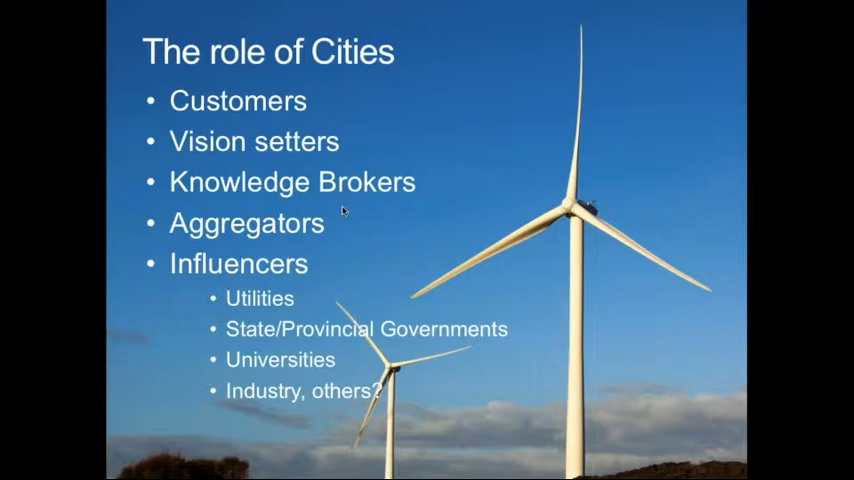 The role of Cities
• Customers
• Vision setters
• Knowledge Brokers
• Aggregators
• Influencers
• Utilities
• State/Provincial Governments
• Universities
• Industry, others?